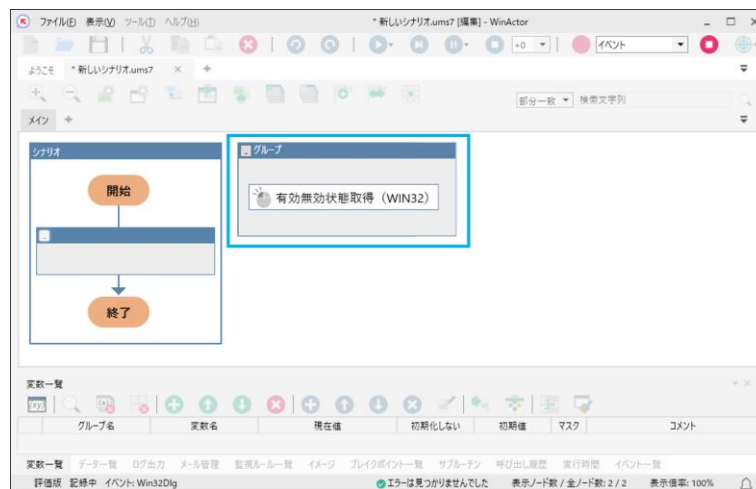 ファイル(F) 表示(V) ツール(T) ヘルプ(H) * 新しいシナリオ.ums7 [編集] - WinActor
+0 イベント
ようこそ * 新しいシナリオ.ums7 × +
部分一致 検索文字列
メイン +
シナリオ
グループ
開始
有効無効状態取得（WIN32）
終了
変数一覧
グループ名 変数名 現在値 初期化しない 初期値 マスク コメント
変数一覧 データ一覧 ログ出力 メール管理 監視ルール一覧 イメージ ブレイクポイント一覧 サブルーチン 呼び出し履歴 実行時間 イベント一覧
評価版 記録中 イベント: Win32Dlg エラーは見つかりませんでした 表示ノード数 / 全ノード数: 2 / 2 表示倍率: 100%